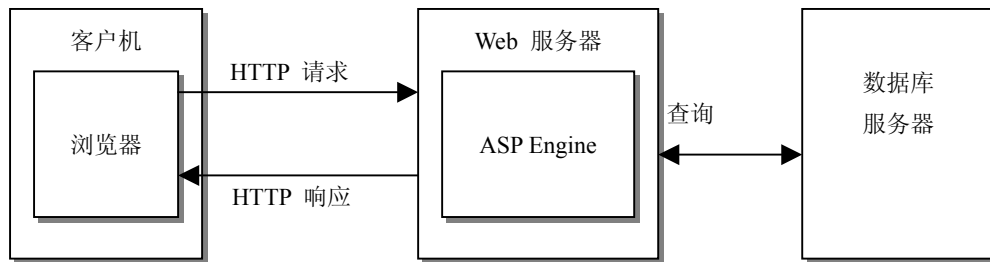 客户机
浏览器
HTTP 请求
HTTP 响应
Web 服务器
ASP Engine
查询
数据库
服务器